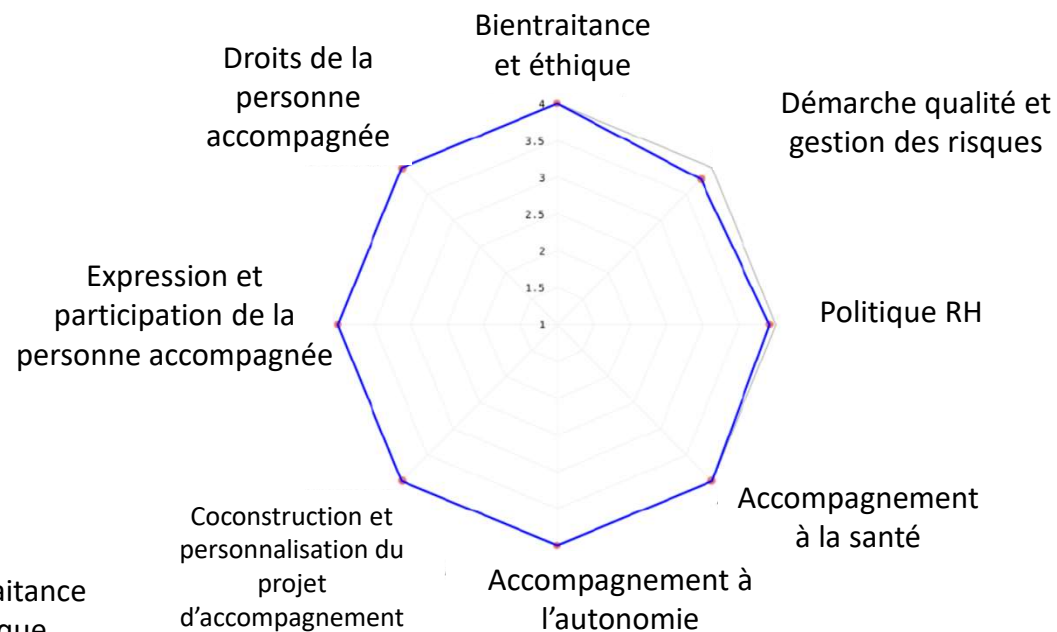 Bientraitance
et éthique
Droits de la
personne
accompagnée
Démarche qualité et
gestion des risques
4
3.5
3
2.5
2
1.5
1
Expression et
participation de la
personne accompagnée
Politique RH
Accompagnement
à la santé
Coconstruction et
personnalisation du
projet
d’accompagnement
Accompagnement à
l’autonomie